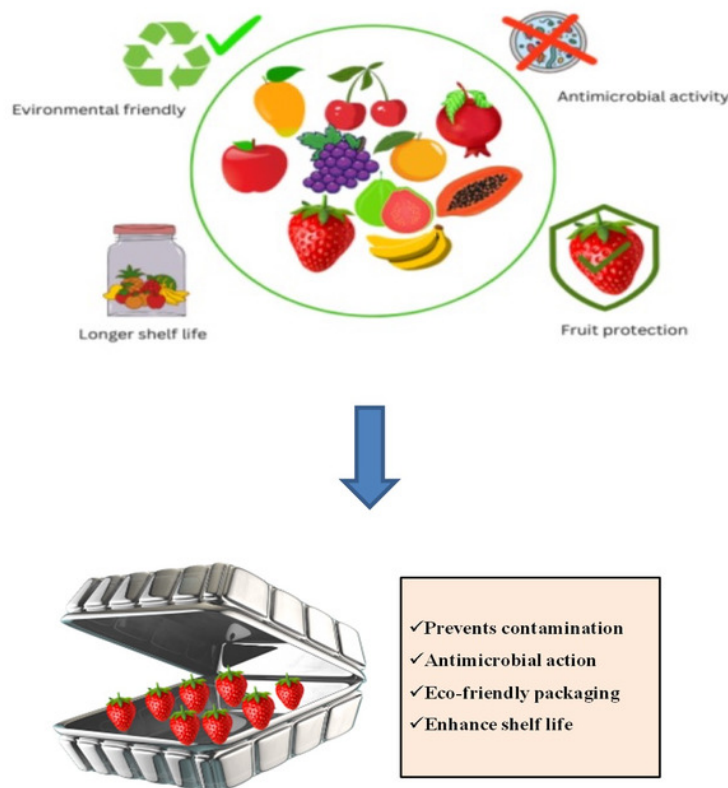 Evironmental friendly
Antimicrobial activity
Longer shelf life
Fruit protection
✓Prevents contamination
✓Antimicrobial action
✓Eco-friendly packaging
✓Enhance shelf life